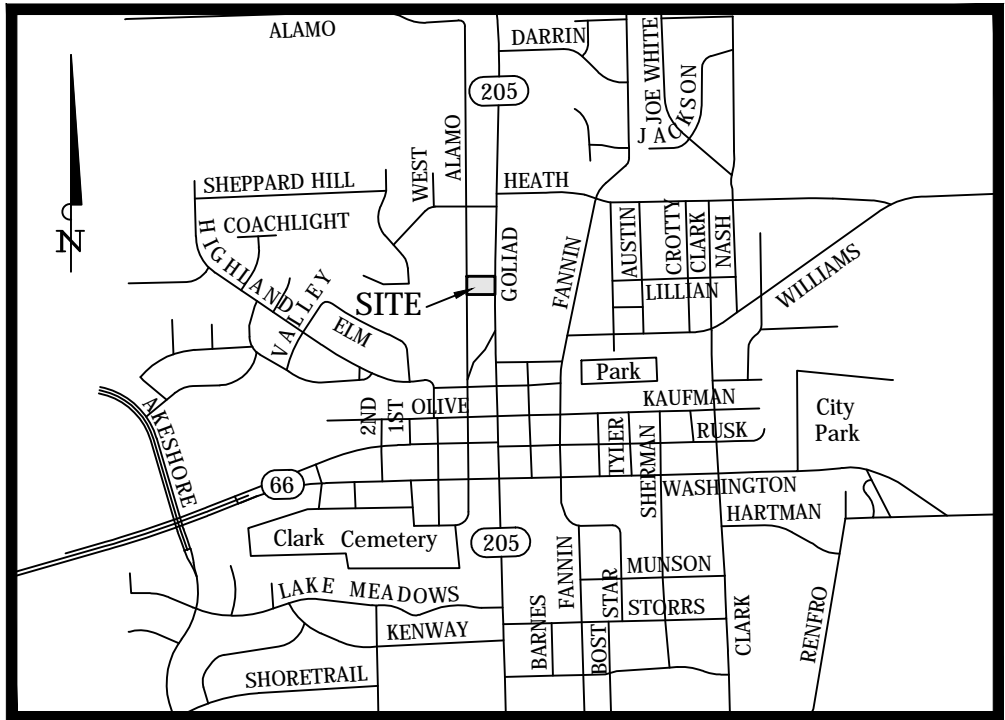 ALAMO
DARRIN
JOE WHITE
205
JACKSON
ALAMO
WEST
SHEPPARD HILL
HEATH
COACHLIGHT
HIGHLAND
N
AUSTIN
CROTTY
CLARK
NASH
GOLIAD
FANNIN
WILLIAMS
VALLEY
SITE
LILLIAN
ELM
Park
KAUFMAN
2ND
1ST
OLIVE
City
Park
AKESHORE
TYLER
RUSK
SHERMAN
66
WASHINGTON
HARTMAN
Clark Cemetery
205
FANNIN
MUNSON
STAR
LAKE MEADOWS
STORRS
BARNES
KENWAY
BOST
CLARK
RENFRO
SHORETRAIL